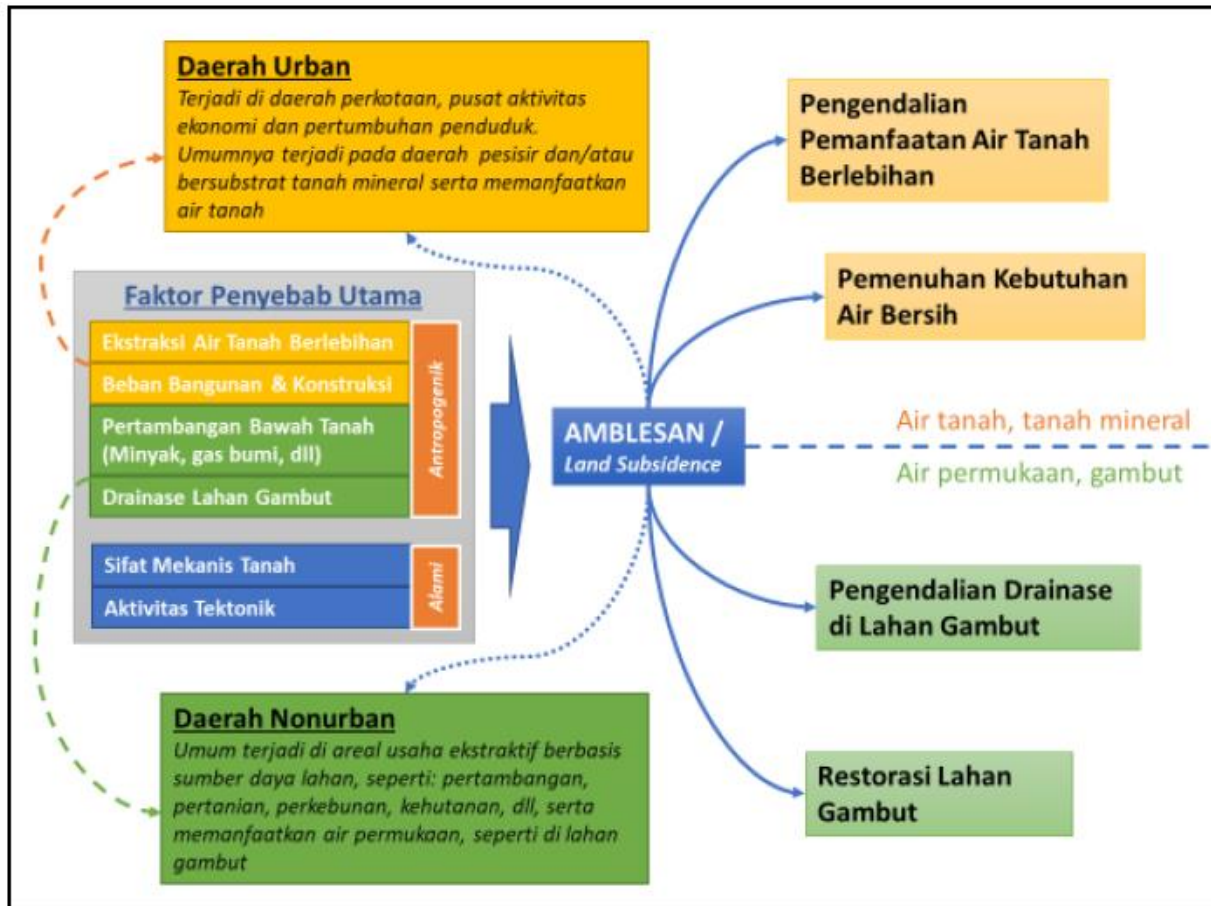 Daerah Urban
Terjadi di daerah perkotaan, pusat aktivitas
ekonomi dan pertumbuhan penduduk.
Umumnya terjadi pada daerah pesisir dan/atau
bersubstrat tanah mineral serta memanfaatkan
air tanah
Faktor Penyebab Utama
Ekstraksi Air Tanah Berlebihan
Beban Bangunan & Konstruksi
Pertambangan Bawah Tanah
(Minyak, gas bumi, dll)
Drainase Lahan Gambut
Antropogenik
Sifat Mekanis Tanah
Aktivitas Tektonik
Alami
Daerah Nonurban
Umum terjadi di areal usaha ekstraktif berbasis
sumber daya lahan, seperti: pertambangan,
pertanian, perkebunan, kehutanan, dll, serta
memanfaatkan air permukaan, seperti di lahan
gambut
AMBLESAN /
Land Subsidence
Pengendalian
Pemanfaatan Air Tanah
Berlebihan
Pemenuhan Kebutuhan
Air Bersih
Air tanah, tanah mineral
Air permukaan, gambut
Pengendalian Drainase
di Lahan Gambut
Restorasi Lahan
Gambut